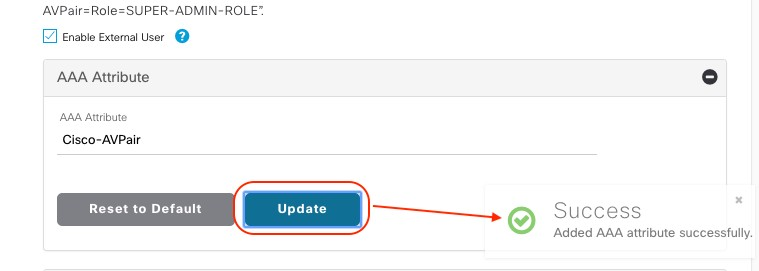 AVPair=Role=SUPER-ADMIN-ROLE”.
Enable External User ?
AAA Attribute
AAA Attribute
Cisco-AVPair
Reset to Default
Update
Success
Added AAA attribute successfully.